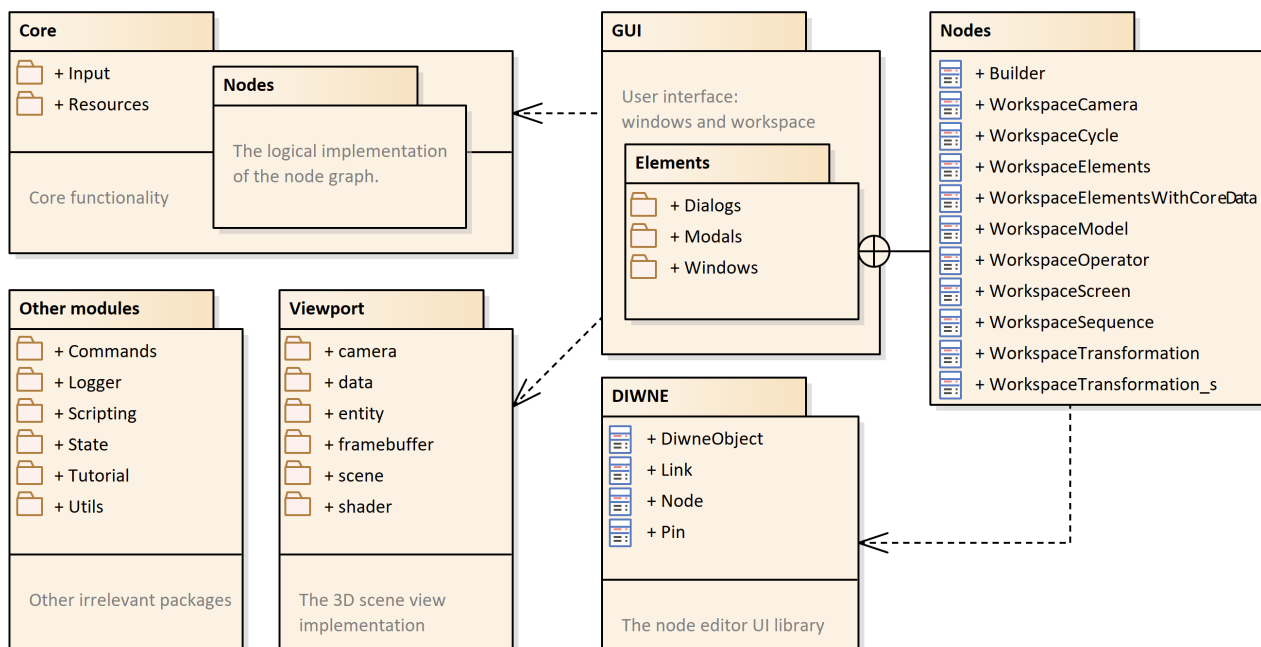 Core
+ Input
+ Resources
Nodes
The logical implementation
of the node graph.
Core functionality
GUI
User interface:
windows and workspace
Elements
+ Dialogs
+ Modals
+ Windows
Nodes
+ Builder
+ WorkspaceCamera
+ WorkspaceCycle
+ WorkspaceElements
+ WorkspaceElementsWithCoreData
+ WorkspaceModel
+ WorkspaceOperator
+ WorkspaceScreen
+ WorkspaceSequence
+ WorkspaceTransformation
+ WorkspaceTransformation_s
Other modules
+ Commands
+ Logger
+ Scripting
+ State
+ Tutorial
+ Utils
Other irrelevant packages
Viewport
+ camera
+ data
+ entity
+ framebuffer
+ scene
+ shader
The 3D scene view
implementation
DIWNE
+ DiwneObject
+ Link
+ Node
+ Pin
The node editor UI library